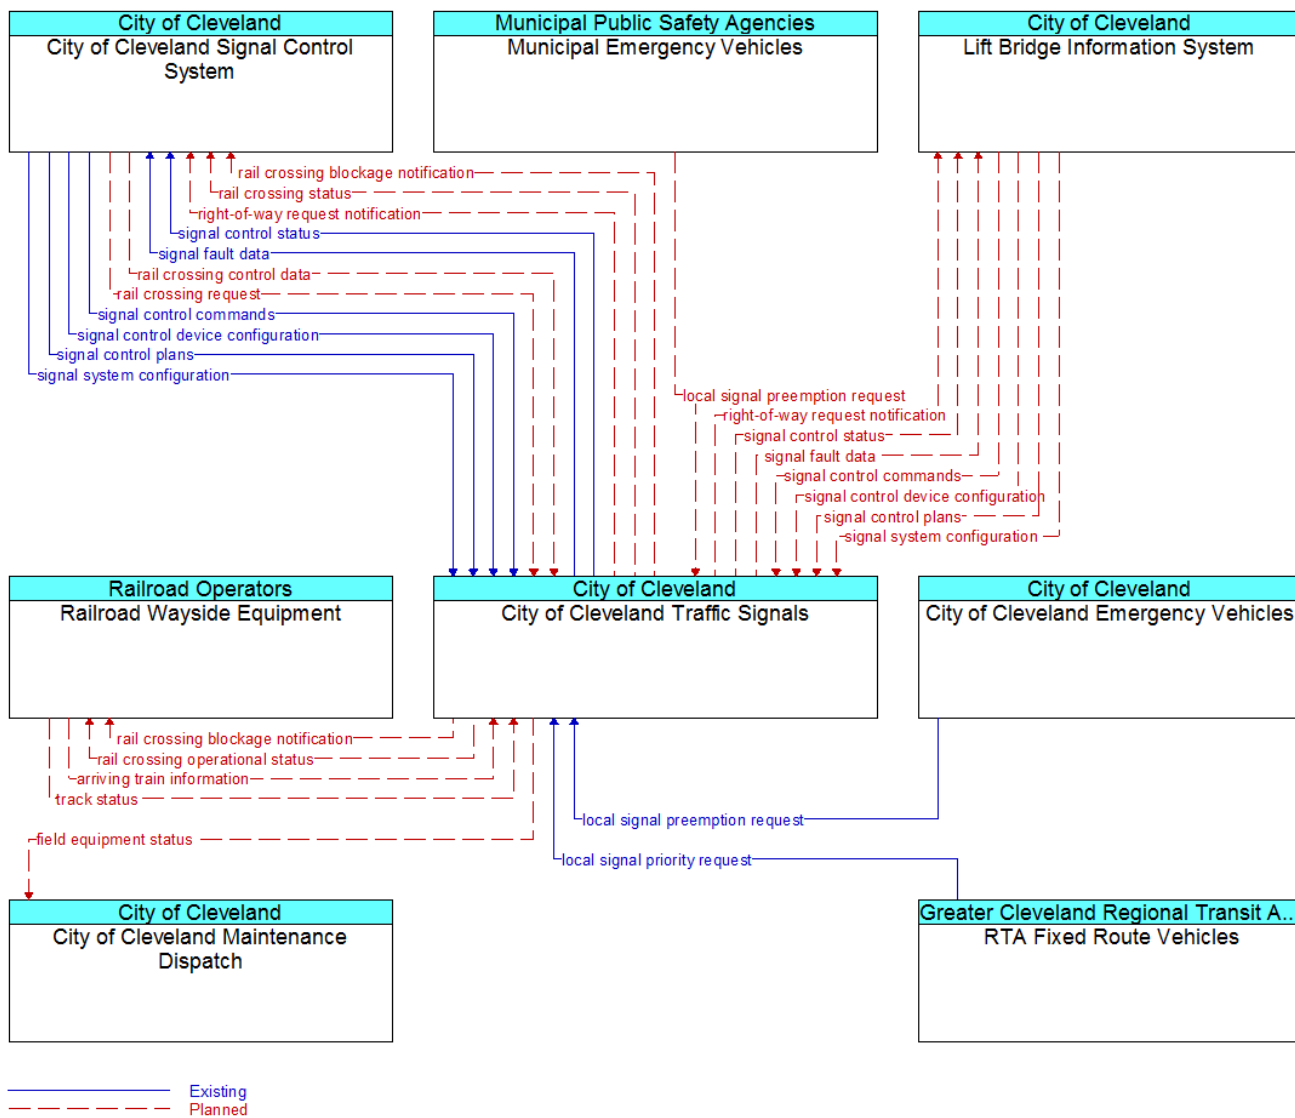 City of Cleveland
City of Cleveland Signal Control
System
Municipal Public Safety Agencies
Municipal Emergency Vehicles
City of Cleveland
Lift Bridge Information System
rail crossing blockage notification
rail crossing status
right-of-way request notification
signal control status
signal fault data
rail crossing control data
rail crossing request
signal control commands
signal control device configuration
signal control plans
signal system configuration
local signal preemption request
right-of-way request notification
signal control status
signal fault data
signal control commands
signal control device configuration
signal control plans
signal system configuration
Railroad Operators
Railroad Wayside Equipment
City of Cleveland
City of Cleveland Traffic Signals
City of Cleveland
City of Cleveland Emergency Vehicles
rail crossing blockage notification
rail crossing operational status
arriving train information
track status
field equipment status
local signal preemption request
local signal priority request
City of Cleveland
City of Cleveland Maintenance
Dispatch
Greater Cleveland Regional Transit A...
RTA Fixed Route Vehicles
Existing
Planned